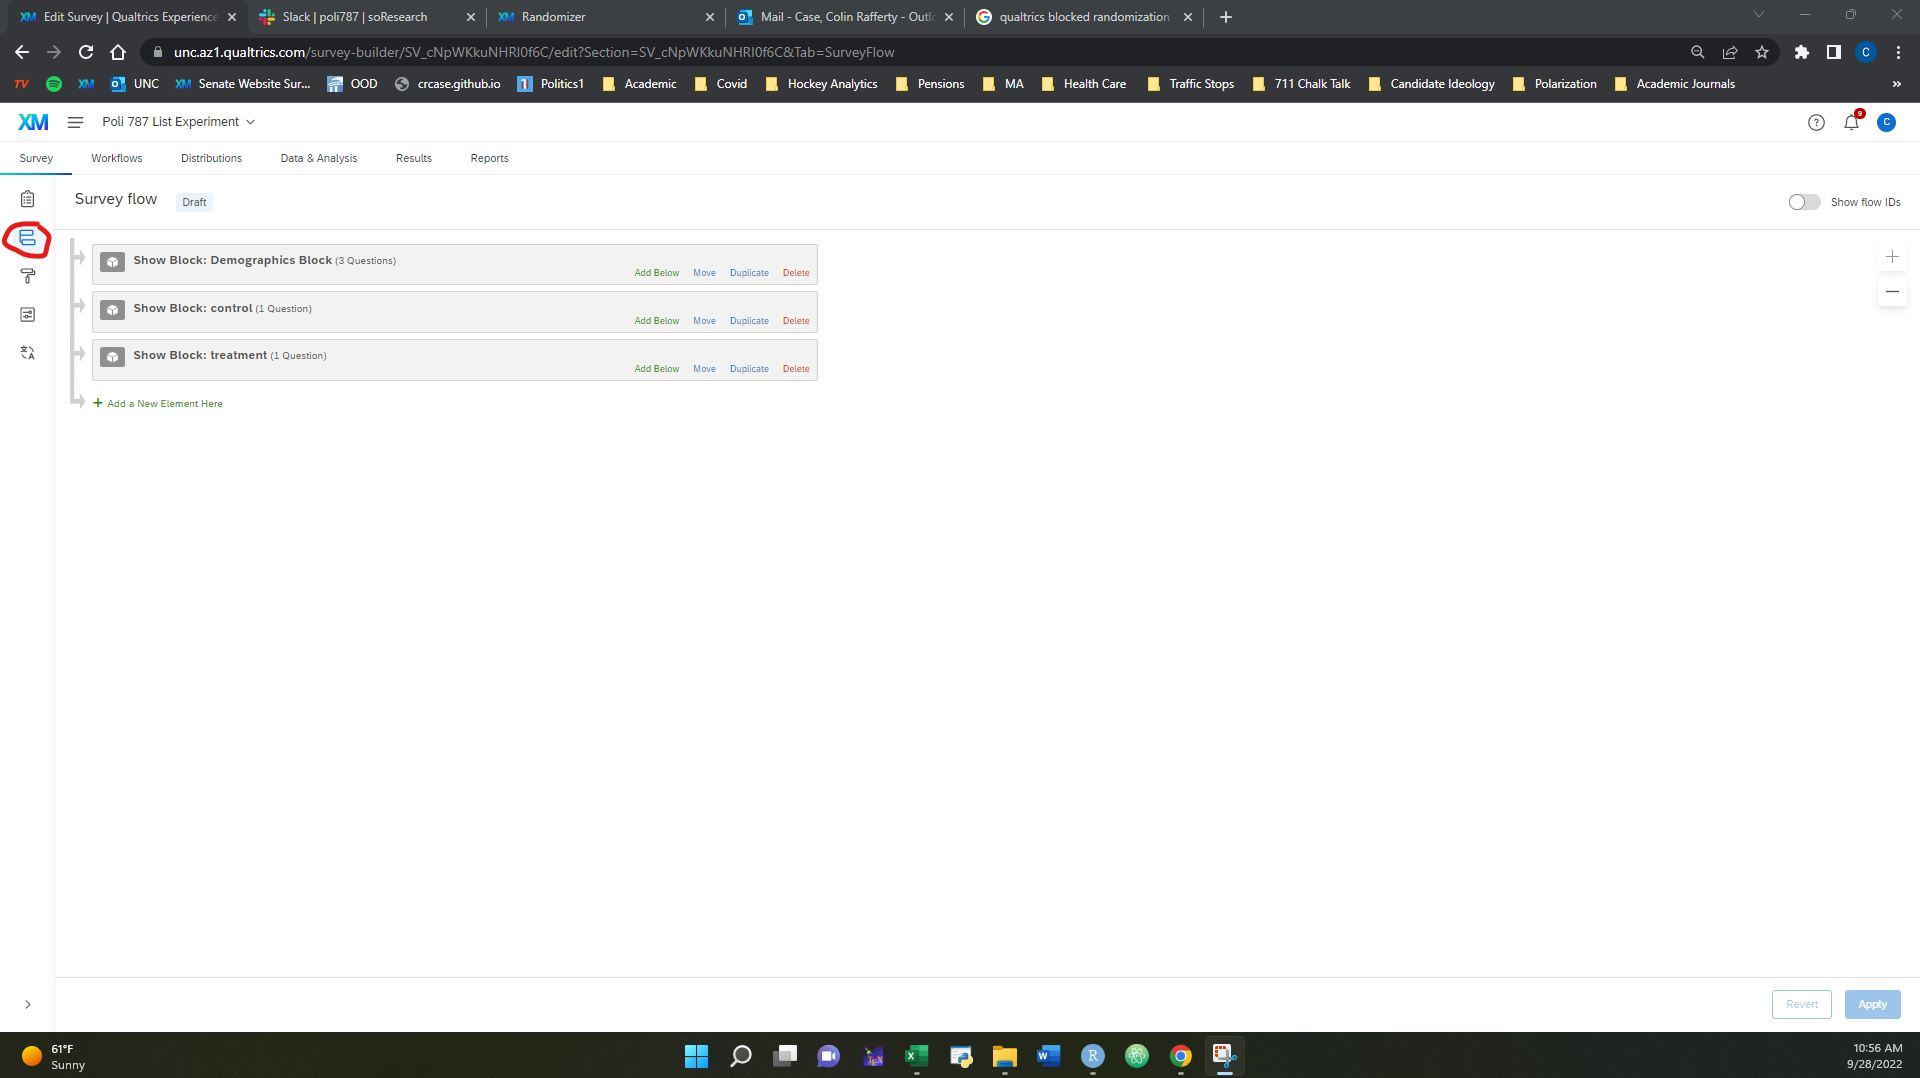 Edit Survey | Qualtrics Experience
Slack | poli787 | soResearch
Randomizer
Mail - Case, Colin Rafferty - Outl
qualtrics blocked randomization
unc.az1.qualtrics.com/survey-builder/SV_cNpWKkuNHRI0f6C/edit?Section=SV_cNpWKkuNHRI0f6C&Tab=SurveyFlow
C
TV
XM
UNC
XM Senate Website Sur...
OOD
crcase.github.io
Politics1
Academic
Covid
Hockey Analytics
Pensions
MA
Health Care
Traffic Stops
711 Chalk Talk
Candidate Ideology
Polarization
Academic Journals
»
XM
Poli 787 List Experiment
9
C
Survey
Workflows
Distributions
Data & Analysis
Results
Reports
Survey flow
Draft
Show flow IDs
Show Block: Demographics Block (3 Questions)
Add Below Move Duplicate Delete
Show Block: control (1 Question)
Add Below Move Duplicate Delete
Show Block: treatment (1 Question)
Add Below Move Duplicate Delete
+ Add a New Element Here
Revert
Apply
61°F
Sunny
10:56 AM
9/28/2022